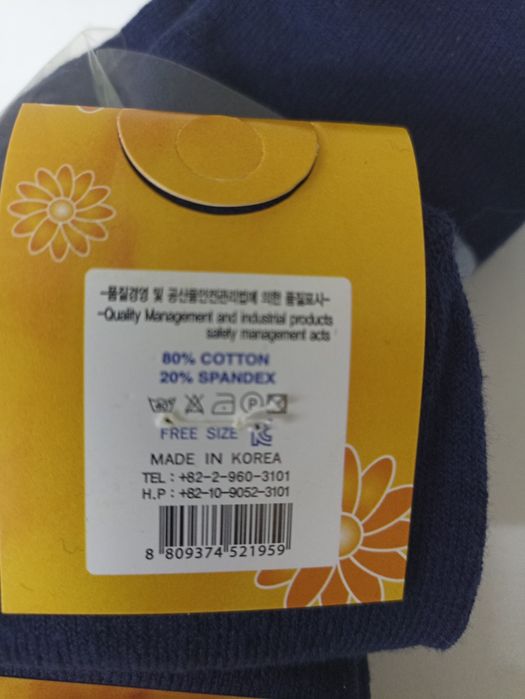 -품질경영 및 공산품안전관리법에 의한 품질표시-
-Quality Management and industrial products
safety management acts
80% COTTON
20% SPANDEX
FREE SIZE
MADE IN KOREA
TEL : +82-2-960-3101
H.P : +82-10-9052-3101
8 809374 521959